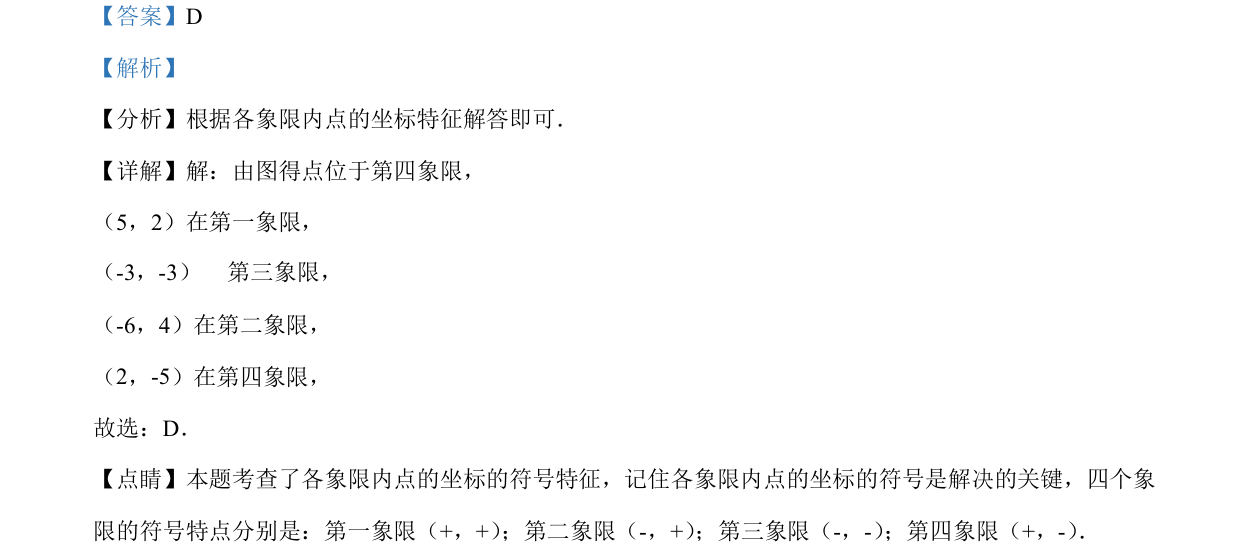 【答案】D
【解析】
【分析】根据各象限内点的坐标特征解答即可．
【详解】解：由图得点位于第四象限，
（5，2）在第一象限，
（-3，-3） 第三象限，
（-6，4）在第二象限，
（2，-5）在第四象限，
故选：D．
【点睛】本题考查了各象限内点的坐标的符号特征，记住各象限内点的坐标的符号是解决的关键，四个象
限的符号特点分别是：第一象限（+，+）；第二象限（-，+）；第三象限（-，-）；第四象限（+，-）．